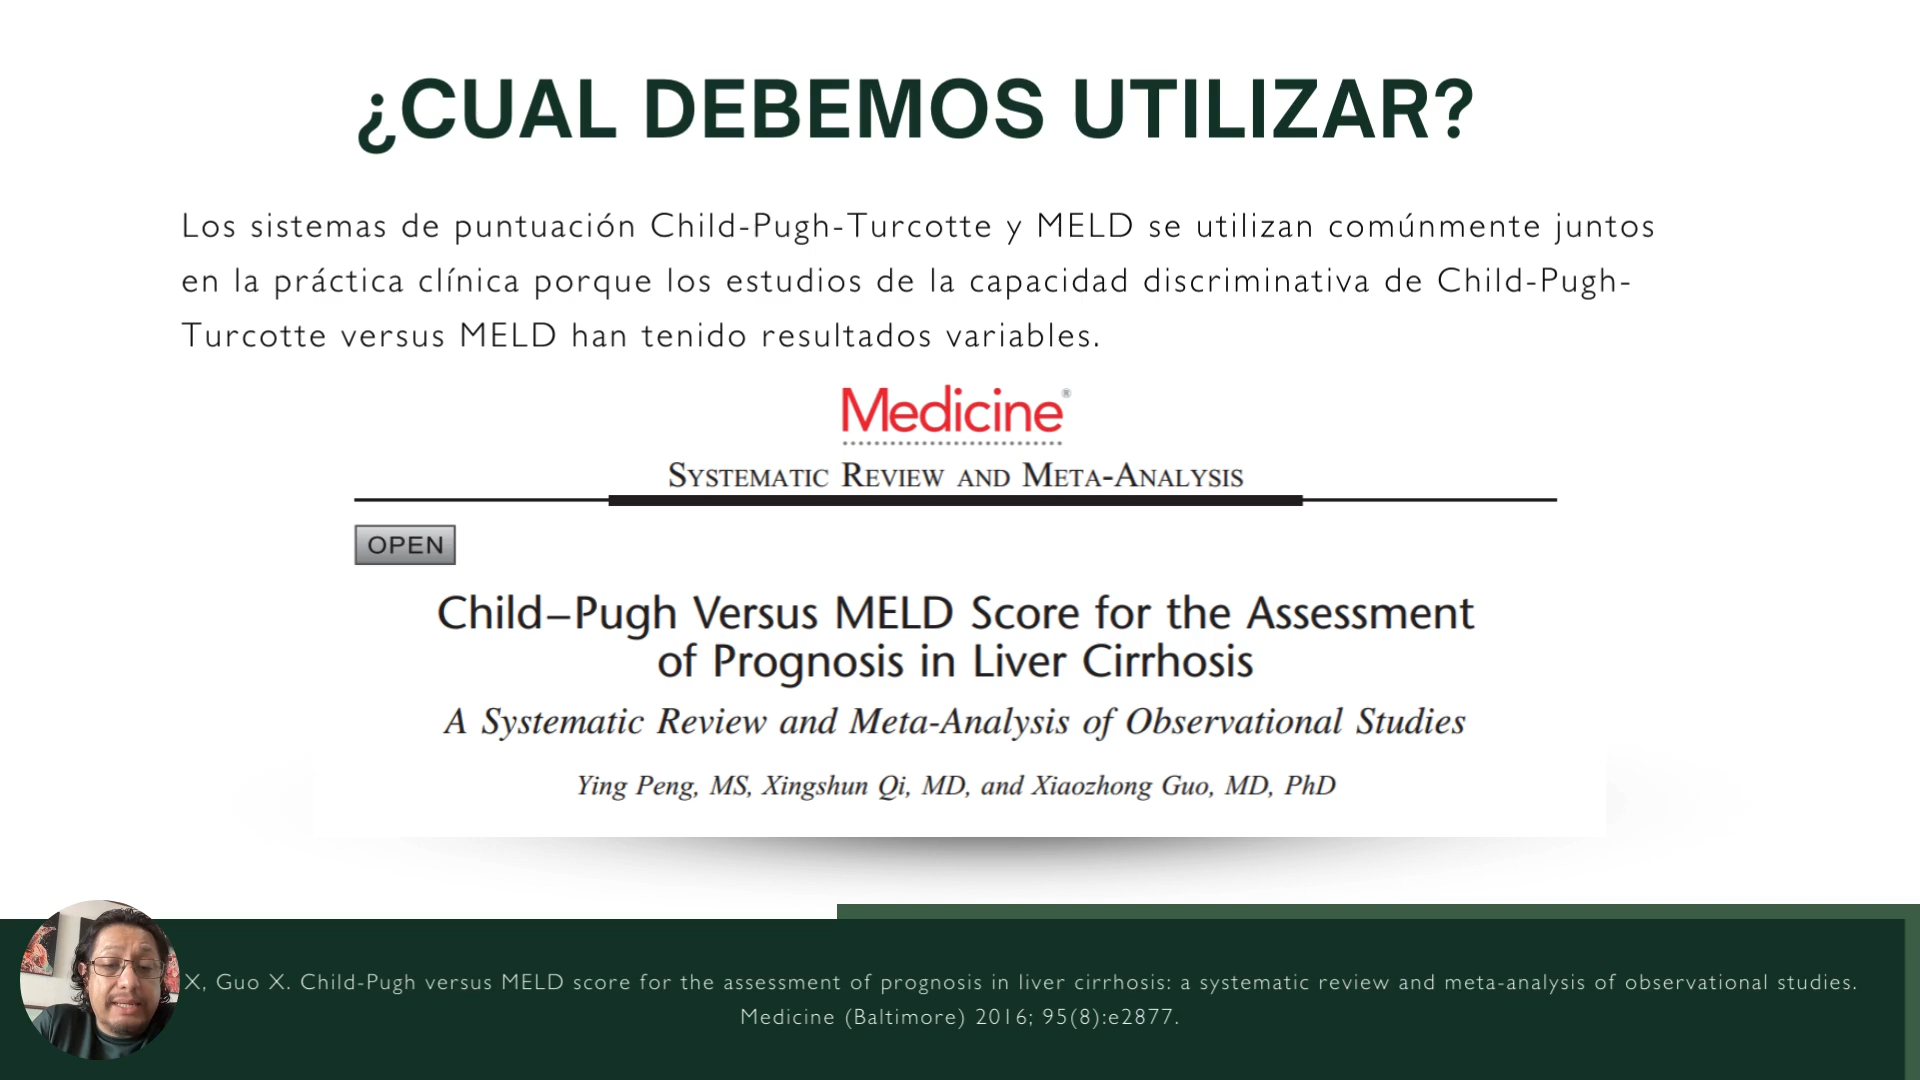 ¿CUAL DEBEMOS UTILIZAR?
Los sistemas de puntuación Child-Pugh-Turcotte y MELD se utilizan comúnmente juntos
en la práctica clínica porque los estudios de la capacidad discriminativa de Child-Pugh-
Turcotte versus MELD han tenido resultados variables.
Medicine®
SYSTEMATIC REVIEW AND META-ANALYSIS
OPEN
Child–Pugh Versus MELD Score for the Assessment
of Prognosis in Liver Cirrhosis
A Systematic Review and Meta-Analysis of Observational Studies
Ying Peng, MS, Xingshun Qi, MD, and Xiaozhong Guo, MD, PhD
X, Guo X. Child-Pugh versus MELD score for the assessment of prognosis in liver cirrhosis: a systematic review and meta-analysis of observational studies.
Medicine (Baltimore) 2016; 95(8):e2877.